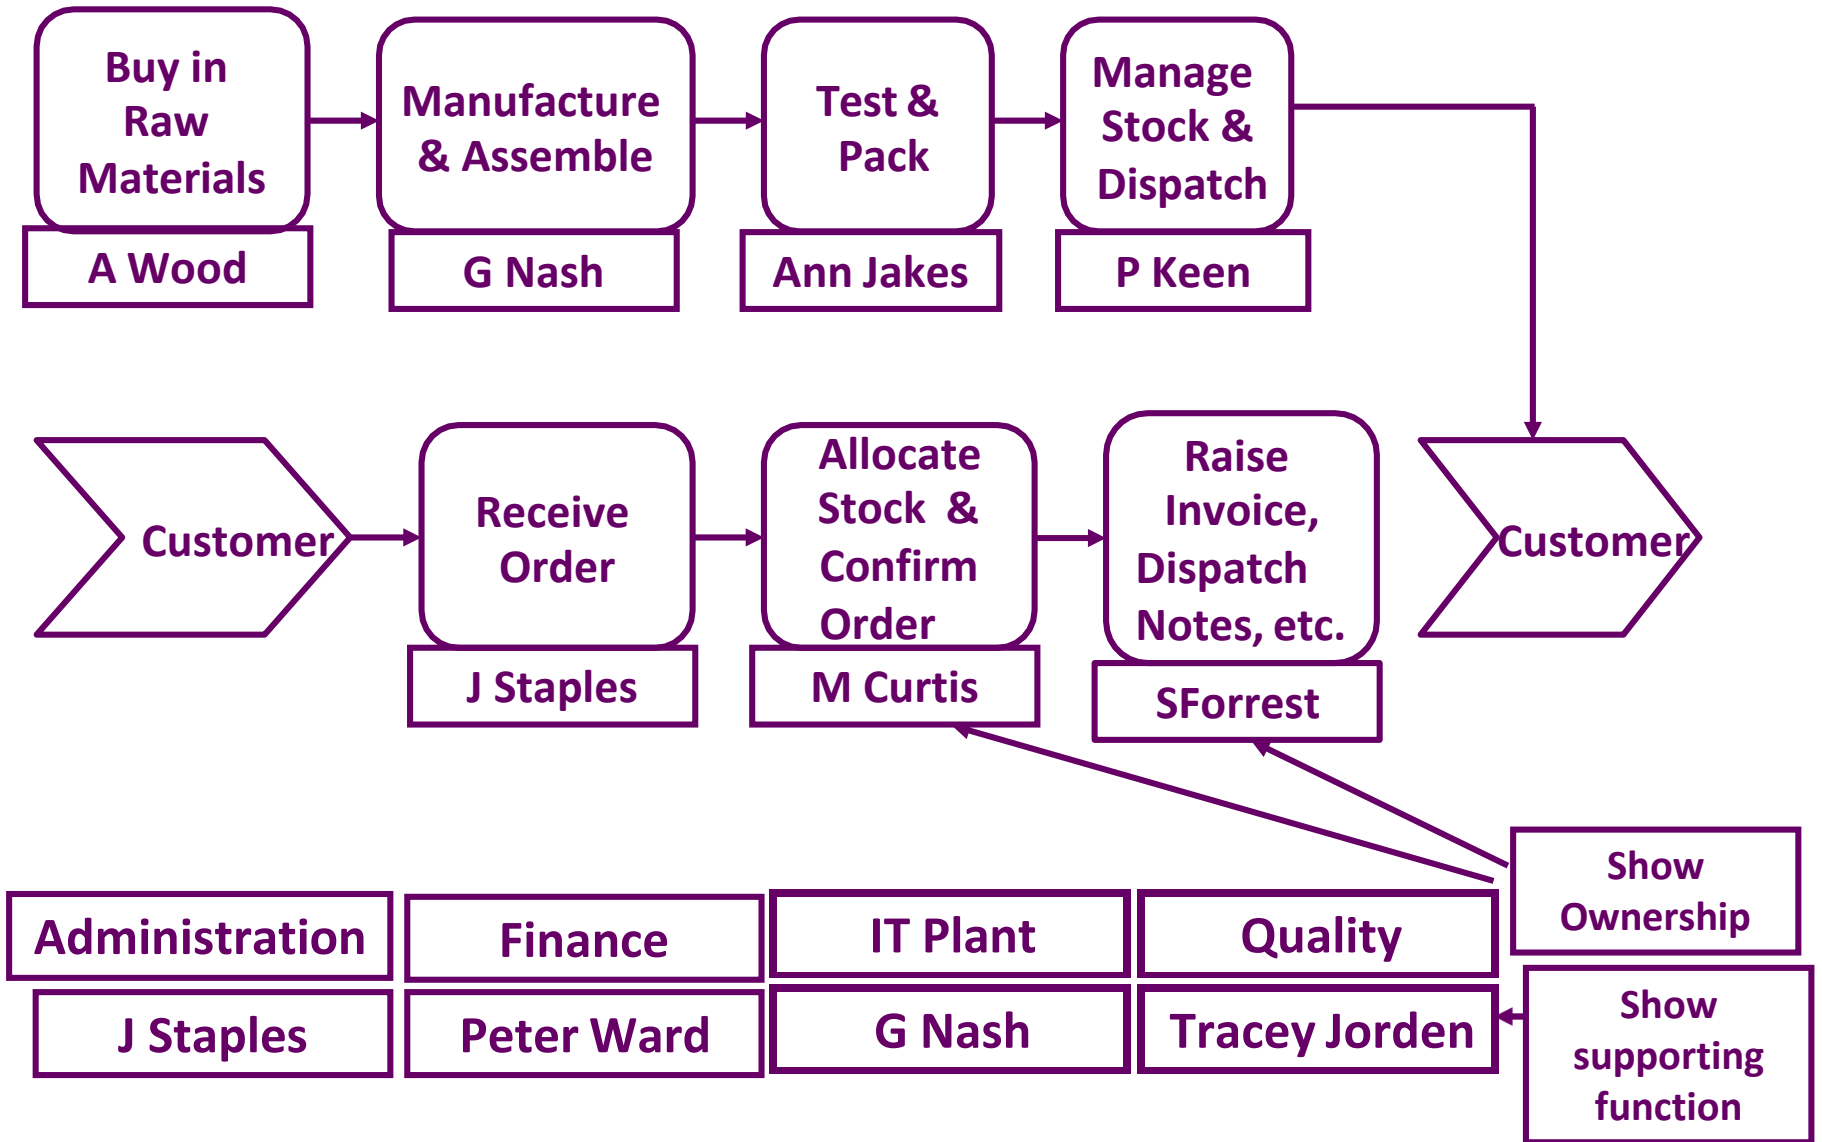 Buy in
Raw
Materials
A Wood
Manufacture
& Assemble
G Nash
Test &
Pack
Ann Jakes
Manage
Stock &
Dispatch
P Keen
Customer
Receive
Order
J Staples
Allocate
Stock &
Confirm
Order
M Curtis
Raise
Invoice,
Dispatch
Notes, etc.
SForrest
Customer
Show
Ownership
Administration
Finance
IT Plant
Quality
J Staples
Peter Ward
G Nash
Tracey Jorden
Show
supporting
function